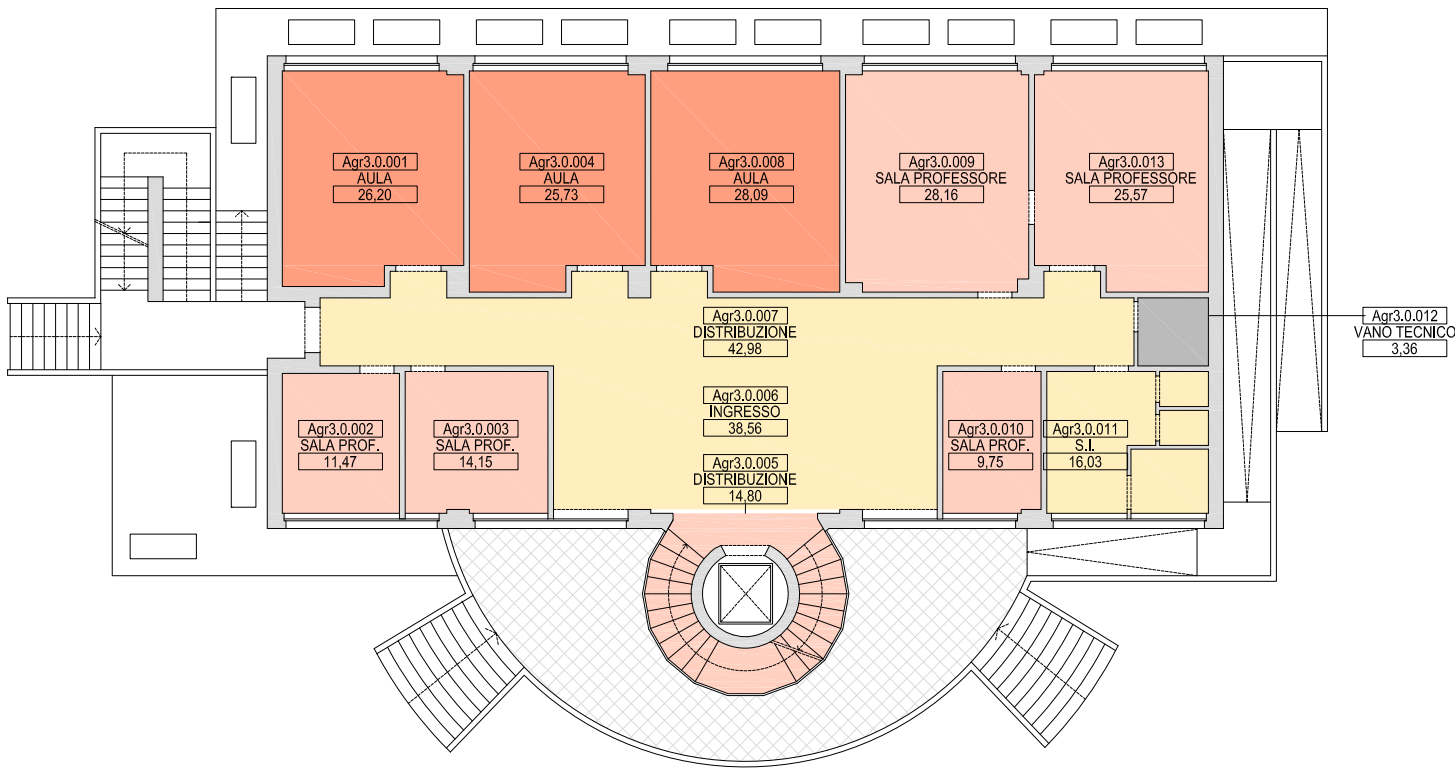 Agr3.0.001
AULA
26,20
Agr3.0.004
AULA
25,73
Agr3.0.008
AULA
28,09
Agr3.0.009
SALA PROFESSORE
28,16
Agr3.0.013
SALA PROFESSORE
25,57
Agr3.0.007
DISTRIBUZIONE
42,98
Agr3.0.012
VANO TECNICO
3,36
Agr3.0.002
SALA PROF.
11,47
Agr3.0.003
SALA PROF.
14,15
Agr3.0.006
INGRESSO
38,56
Agr3.0.005
DISTRIBUZIONE
14,80
Agr3.0.010
SALA PROF.
9,75
Agr3.0.011
S.I.
16,03